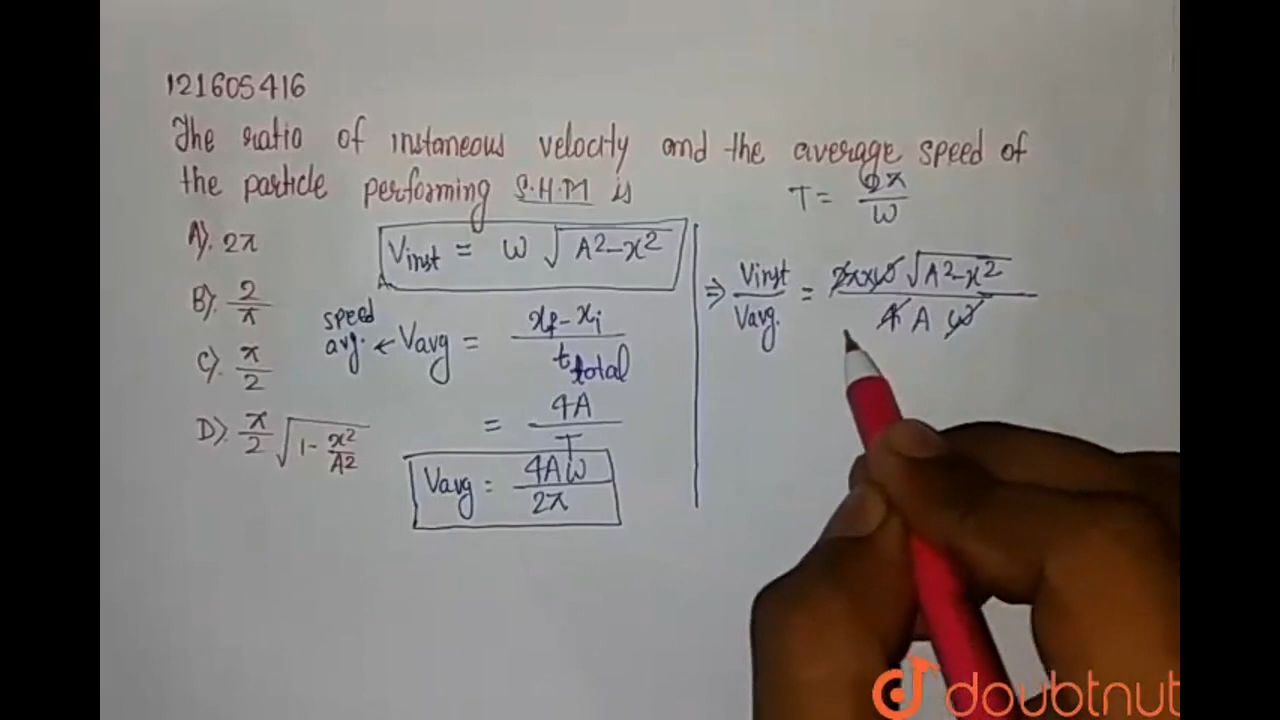 121605416
The ratio of instaneous velocity and the average speed of
the particle performing S.H.M is
T = 2π/ω
A). 2π
B). 2/π
C). π/2
D). π/2 √(1 - x²/A²)
Vinst = ω √(A² - x²)
speed avg. ← Vavg = (xf - xi)/t total
= 4A/T
Vavg = 4Aω/2π
⇒ Vinst/Vavg. = 2π×ω √(A² - x²)/4 A ω
doubtnut